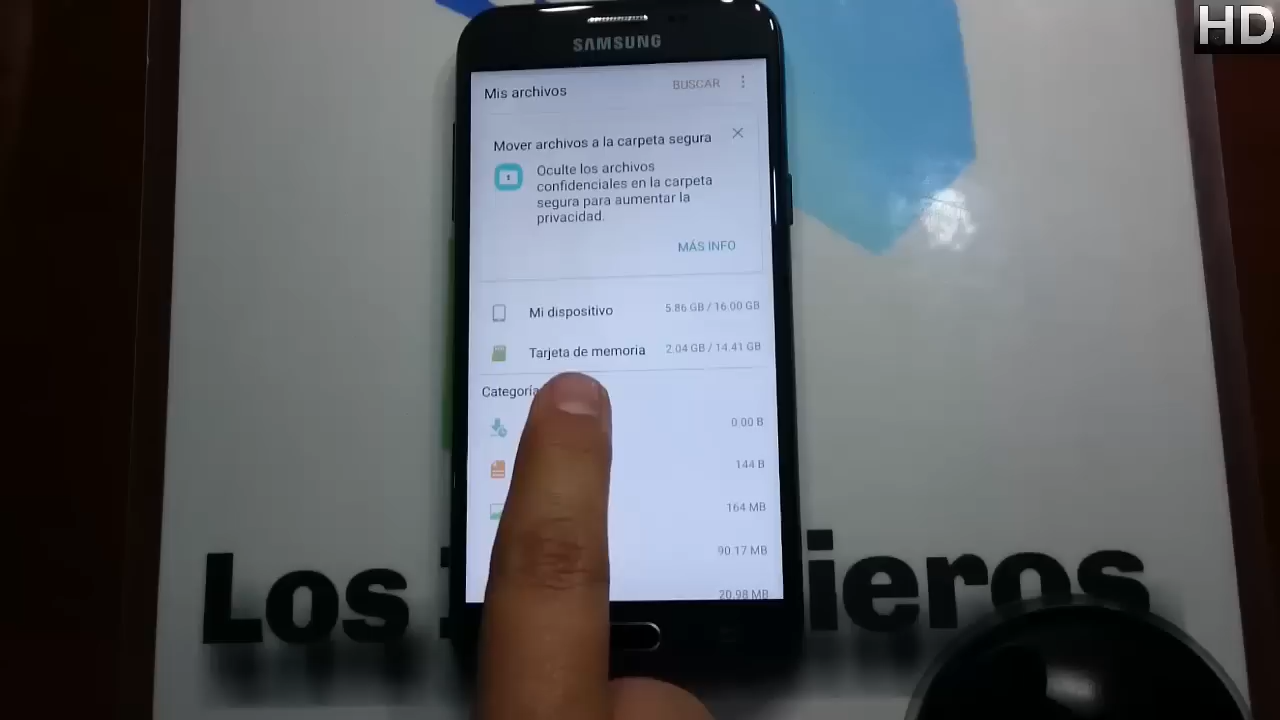 HD
SAMSUNG
Mis archivos
BUSCAR
Mover archivos a la carpeta segura
Oculte los archivos
confidenciales en la carpeta
segura para aumentar la
privacidad.
MÁS INFO
Mi dispositivo 5.86 GB / 16.00 GB
Tarjeta de memoria 2.04 GB / 14.41 GB
0.00 B
144 B
164 MB
90.17 MB
20.98 MB
Los